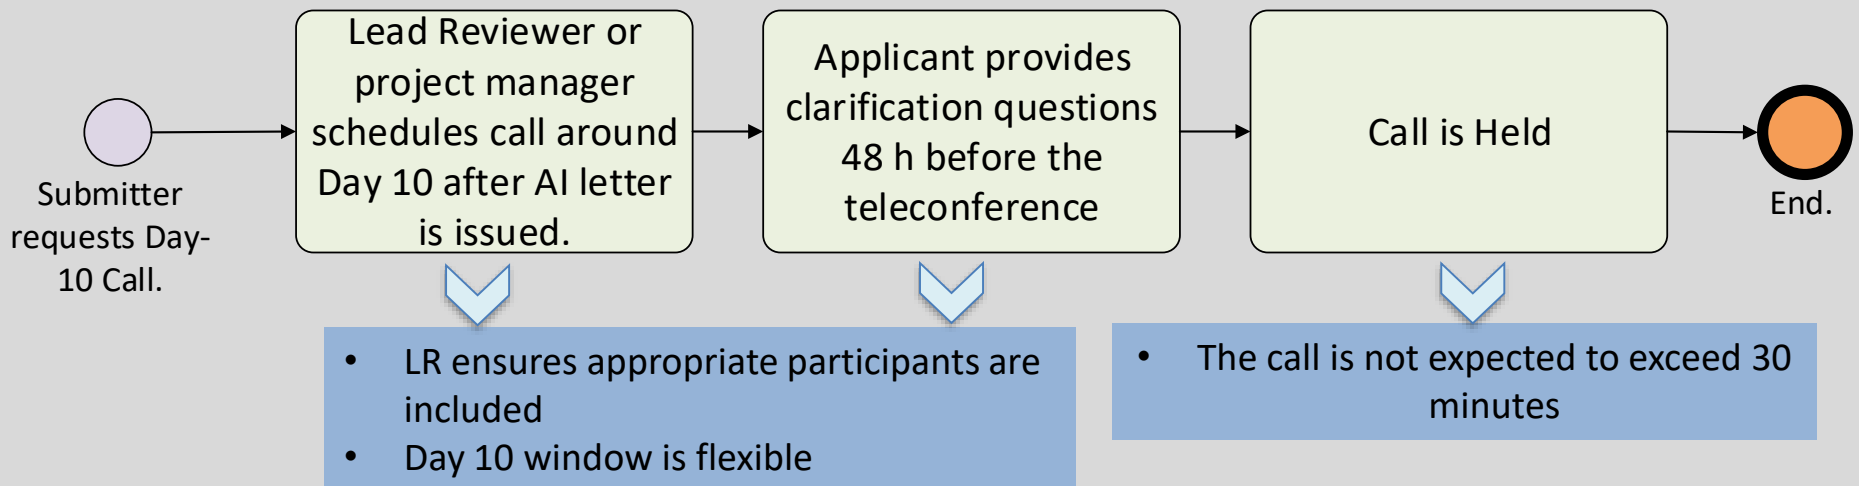 Submitter
requests Day-
10 Call.
Lead Reviewer or
project manager
schedules call around
Day 10 after AI letter
is issued.
Applicant provides
clarification questions
48 h before the
teleconference
Call is Held
End.
• LR ensures appropriate participants are
included
• Day 10 window is flexible
• The call is not expected to exceed 30
minutes